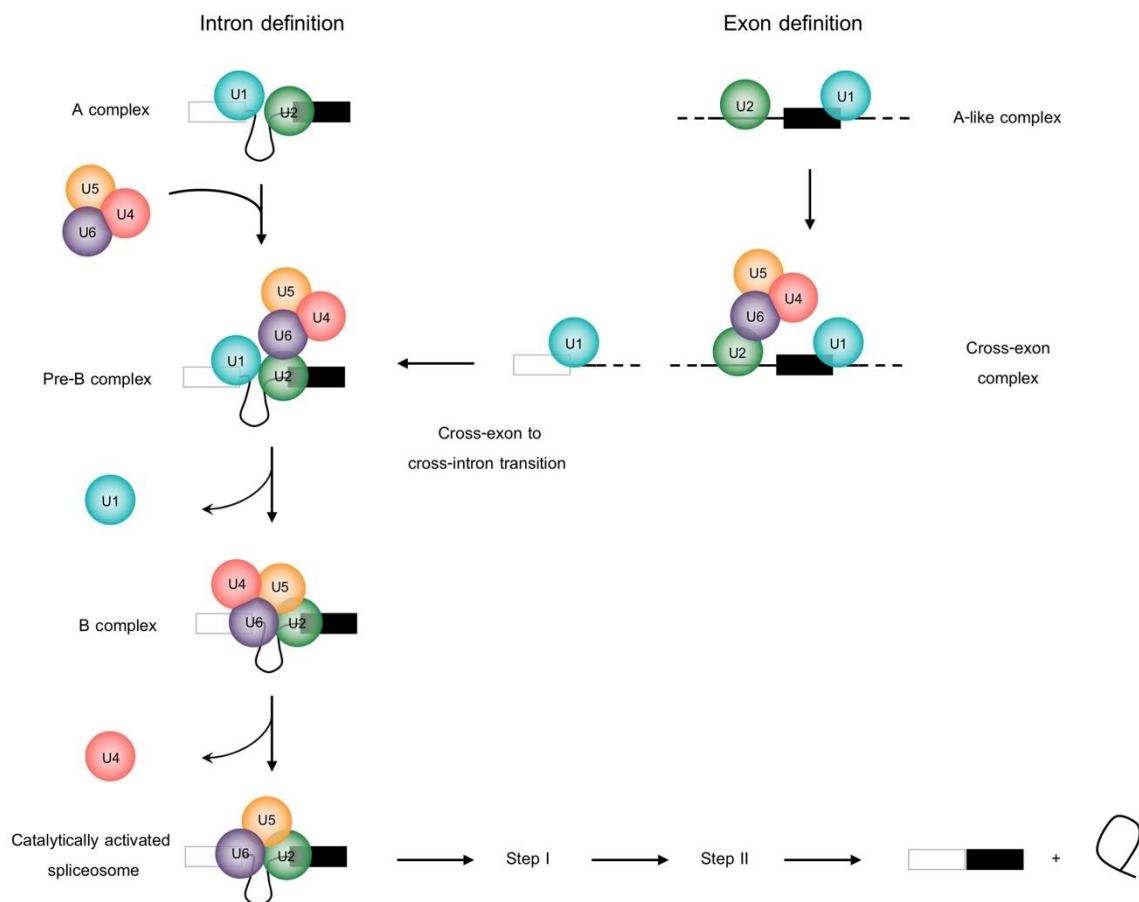 Intron definition
Exon definition
A complex
U1
U2
U2
U1
A-like complex
U5
U4
U6
U5
U4
U6
U1
U2
Pre-B complex
U1
U5
U4
U6
U2
U1
Cross-exon
complex
Cross-exon to
cross-intron transition
U1
U4
U5
U6
U2
B complex
U4
Catalytically activated
spliceosome
U5
U6
U2
Step I
Step II
+